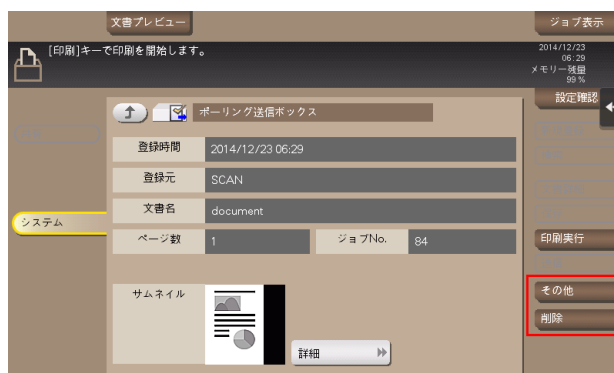 文書プレビュー
ジョブ表示
[印刷]キーで印刷を開始します。
2014/12/23
06:29
メモリー残量
99 %
設定確認
ポーリング送信ボックス
登録時間
2014/12/23 06:29
登録元
SCAN
文書名
document
システム
ページ数
1
ジョブNo.
84
印刷実行
サムネイル
その他
削除
詳細